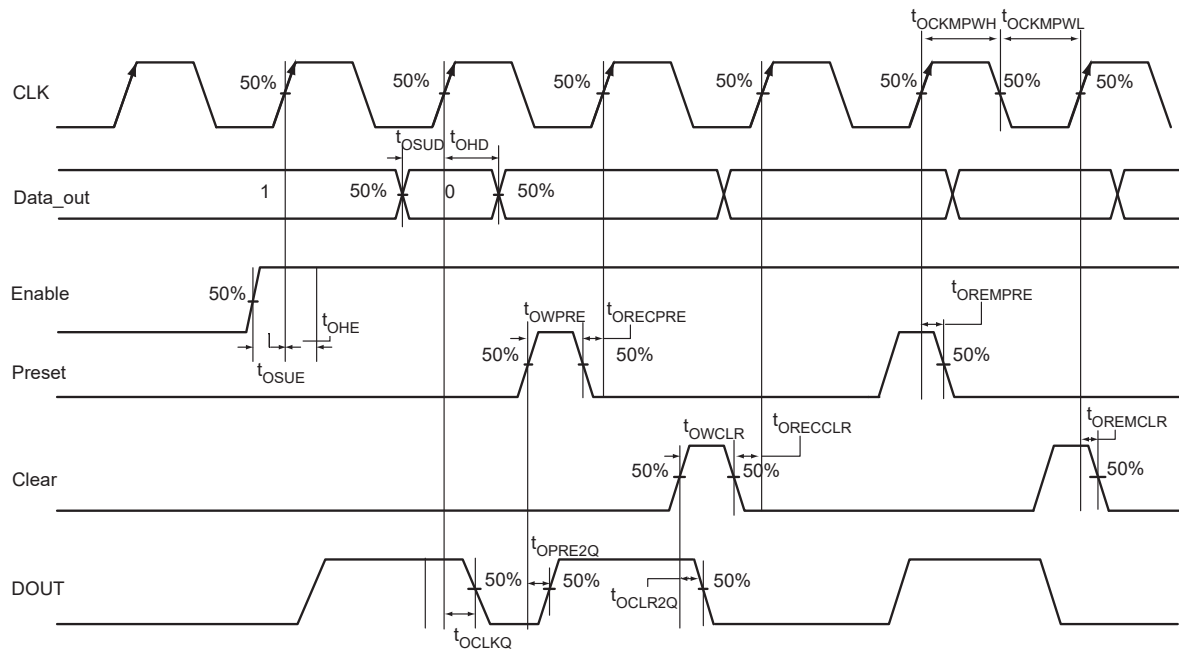 tOCKMPWH tOCKMPWL
CLK 50% 50% 50% 50% 50% 50% 50%
tOSUD tOHD
Data_out 1 50% 0 50%
Enable 50%
tOHE
tOSUE
tOWPRE tORECPRE tOREMPRE
Preset 50% 50% 50%
tOWCLR tORECCLR tOREMCLR
Clear 50% 50% 50%
tOPRE2Q
DOUT 50% 50% 50%
tOCLR2Q
tOCLKQ